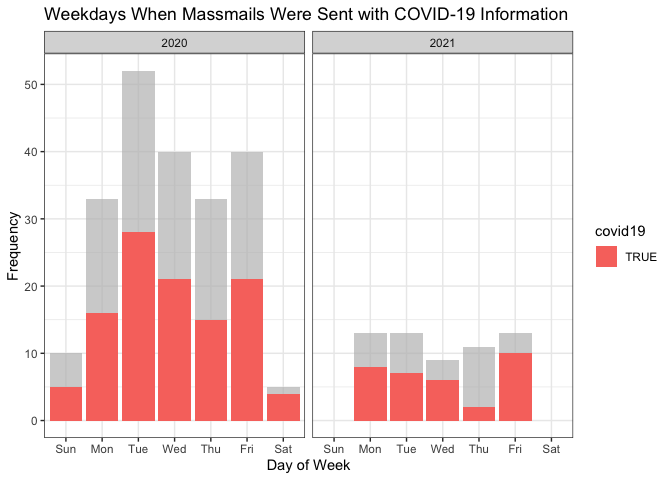 Weekdays When Massmails Were Sent with COVID-19 Information
2020 2021
50
40
30
20
10
0
Frequency
Sun Mon Tue Wed Thu Fri Sat Sun Mon Tue Wed Thu Fri Sat
Day of Week
covid19
TRUE